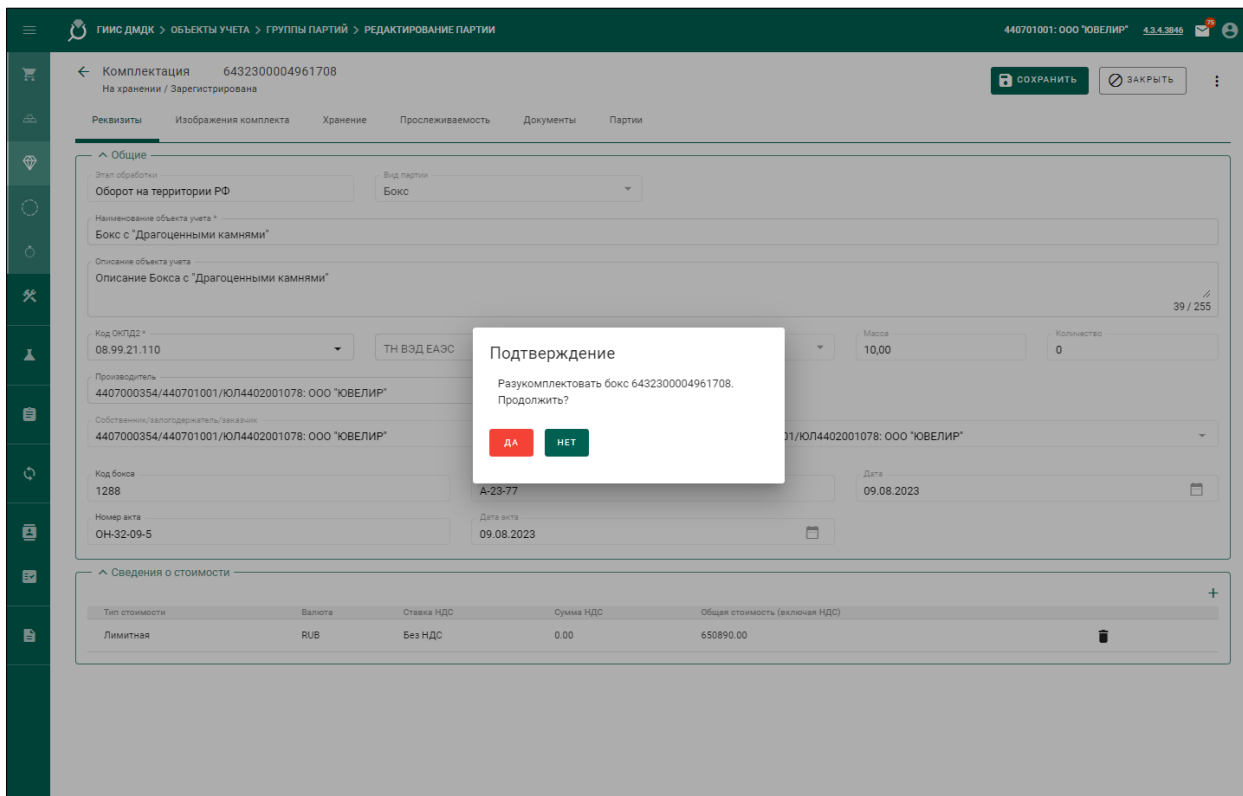 ГИИС ДМДК > ОБЪЕКТЫ УЧЕТА > ГРУППЫ ПАРТИЙ > РЕДАКТИРОВАНИЕ ПАРТИИ
440701001: ООО "ЮВЕЛИР" 4.3.4.3846 75
Комплектация 6432300004961708
На хранении / Зарегистрирована
СОХРАНИТЬ ЗАКРЫТЬ
Реквизиты Изображения комплекта Хранение Прослеживаемость Документы Партии
Общие
Этап обработки Вид партии
Оборот на территории РФ Бокс
Наименование объекта учета *
Бокс с "Драгоценными камнями"
Описание объекта учета
Описание Бокса с "Драгоценными камнями"
39 / 255
Код ОКПД2 * Масса Количество
08.99.21.110 ТН ВЭД ЕАЭС 10,00 0
Подтверждение
Разукомплектовать бокс 6432300004961708.
Продолжить?
ДА НЕТ
Производитель
4407000354/440701001/ЮЛ4402001078: ООО "ЮВЕЛИР"
Собственник/залогодержатель/заказчик
4407000354/440701001/ЮЛ4402001078: ООО "ЮВЕЛИР" 01/ЮЛ4402001078: ООО "ЮВЕЛИР"
Код бокса Дата
1288 А-23-77 09.08.2023
Номер акта Дата акта
ОН-32-09-5 09.08.2023
Сведения о стоимости
Тип стоимости Валюта Ставка НДС Сумма НДС Общая стоимость (включая НДС)
Лимитная RUB Без НДС 0.00 650890.00